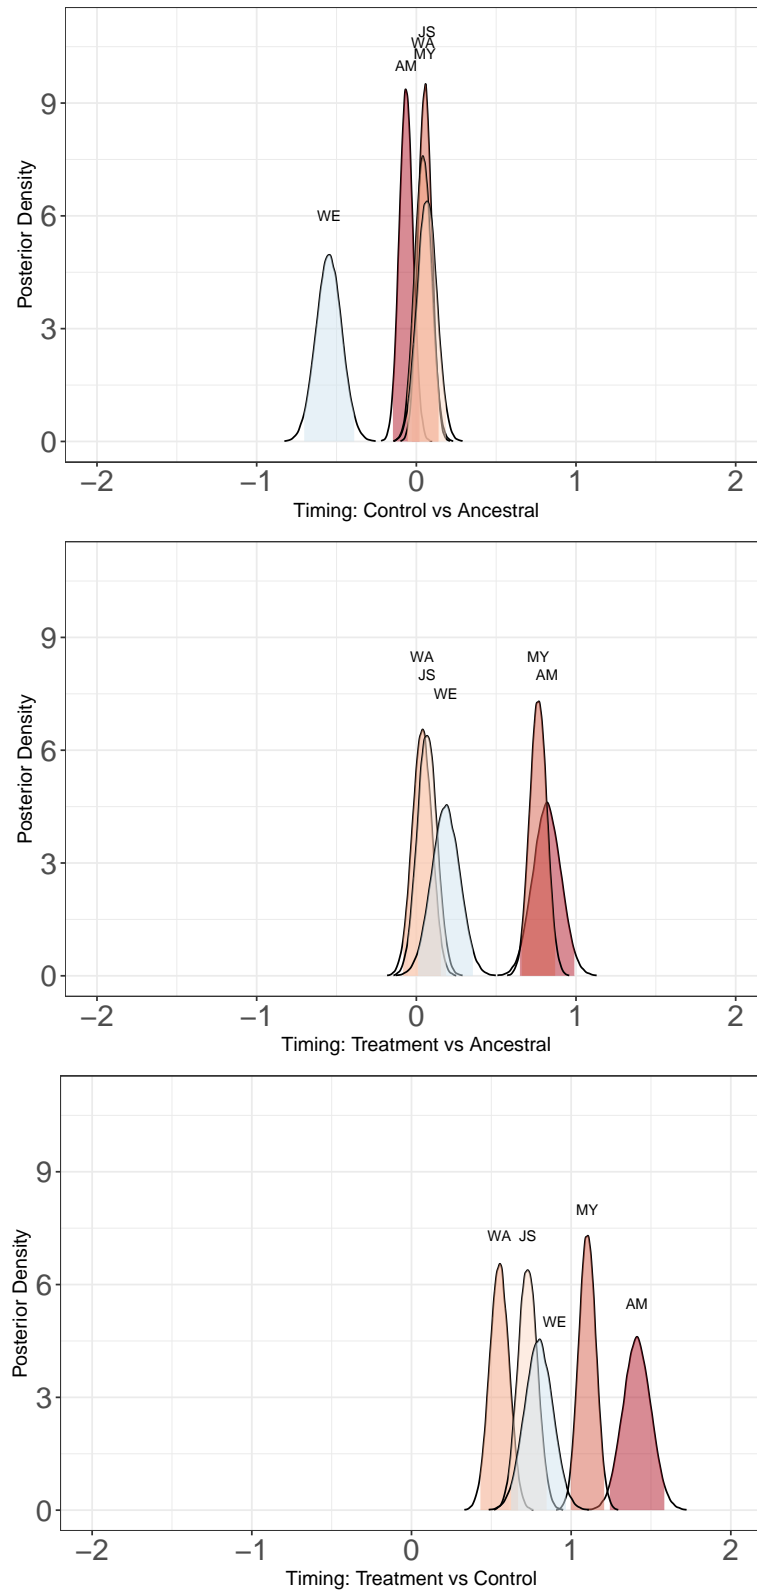 JS
WA
MY
AM
WE
9
6
3
0
Posterior Density
−2 −1 0 1 2
Timing: Control vs Ancestral
WA MY
JS AM
WE
9
6
3
0
Posterior Density
−2 −1 0 1 2
Timing: Treatment vs Ancestral
MY
WA JS
AM
WE
9
6
3
0
Posterior Density
−2 −1 0 1 2
Timing: Treatment vs Control